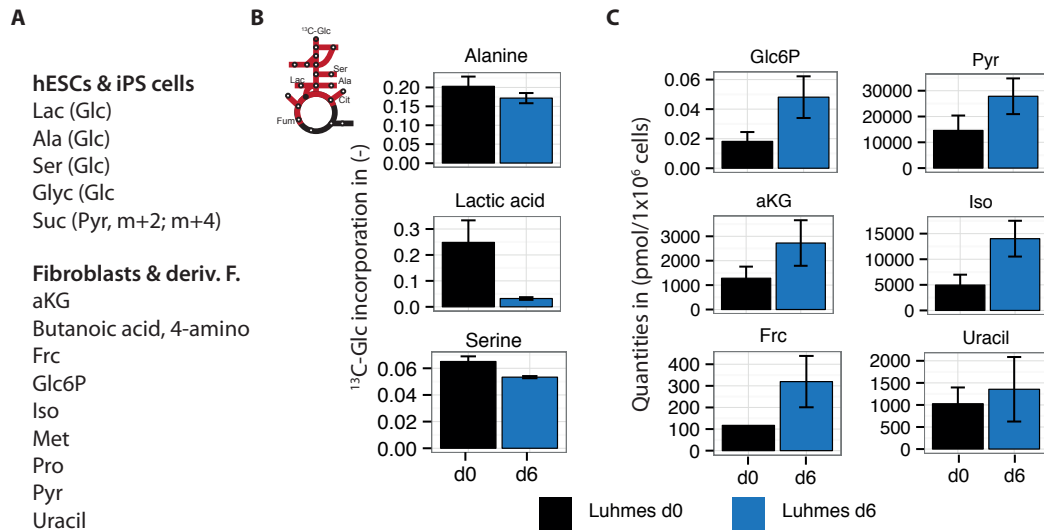 A
hESCs & iPS cells
Lac (Glc)
Ala (Glc)
Ser (Glc)
Glyc (Glc
Suc (Pyr, m+2; m+4)
Fibroblasts & deriv. F.
aKG
Butanoic acid, 4-amino
Frc
Glc6P
Iso
Met
Pro
Pyr
Uracil
B
¹³C-Glc
Ser
Lac
Ala
Cit
Fum
¹³C-Glc incorporation in (-)
Alanine
0.20
0.15
0.10
0.05
0.00
Lactic acid
0.3
0.2
0.1
0.0
Serine
0.06
0.04
0.02
0.00
d0 d6
C
Quantities in (pmol/1x10⁶ cells)
Glc6P
0.06
0.04
0.02
0.00
Pyr
30000
20000
10000
0
aKG
3000
2000
1000
0
Iso
15000
10000
5000
0
Frc
400
300
200
100
0
d0 d6
Uracil
2000
1500
1000
500
0
d0 d6
Luhmes d0 Luhmes d6